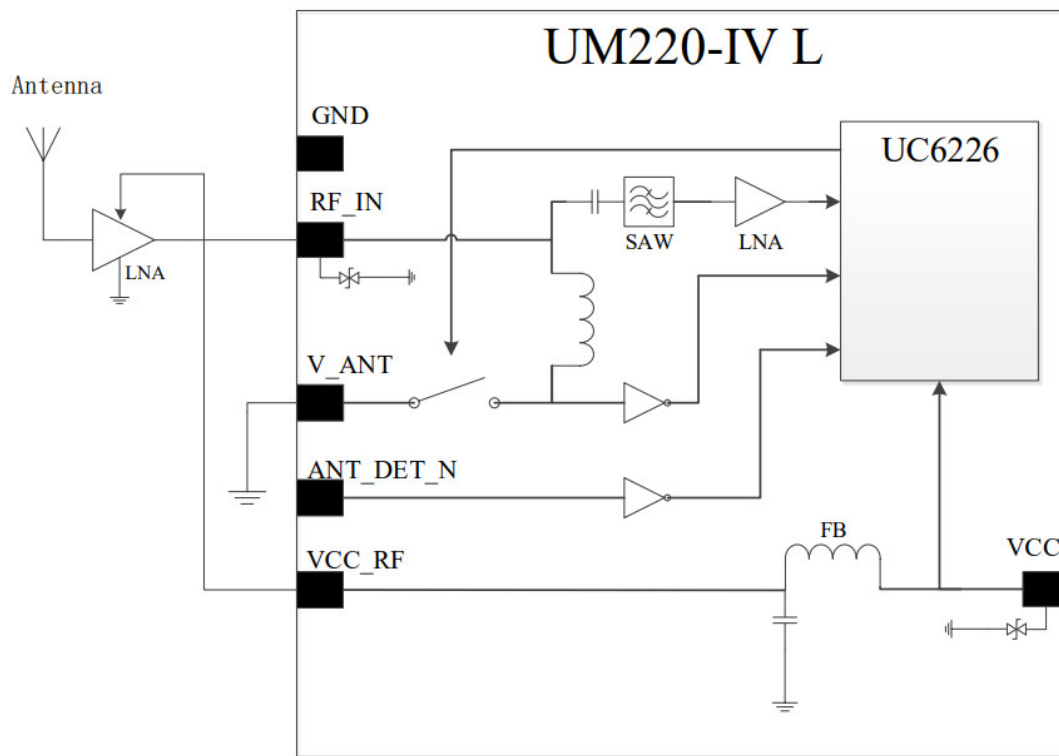 UM220-IV L
Antenna
GND
UC6226
RF_IN
SAW
LNA
LNA
V_ANT
ANT_DET_N
VCC_RF
FB
VCC